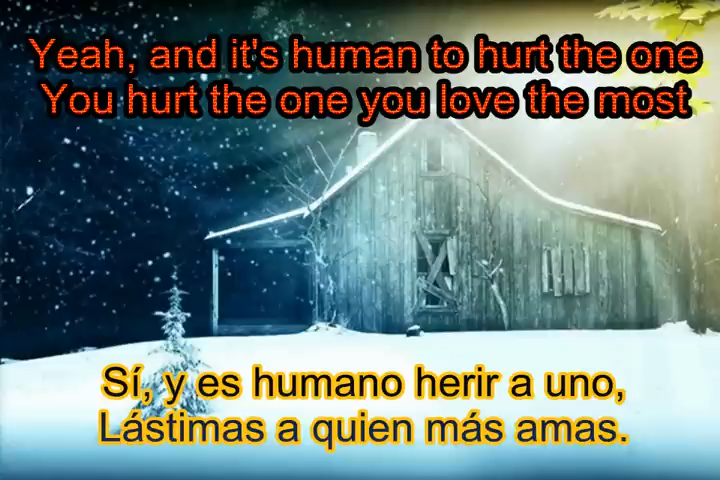 Yeah, and it's human to hurt the one
You hurt the one you love the most
Sí, y es humano herir a uno,
Lástimas a quien más amas.